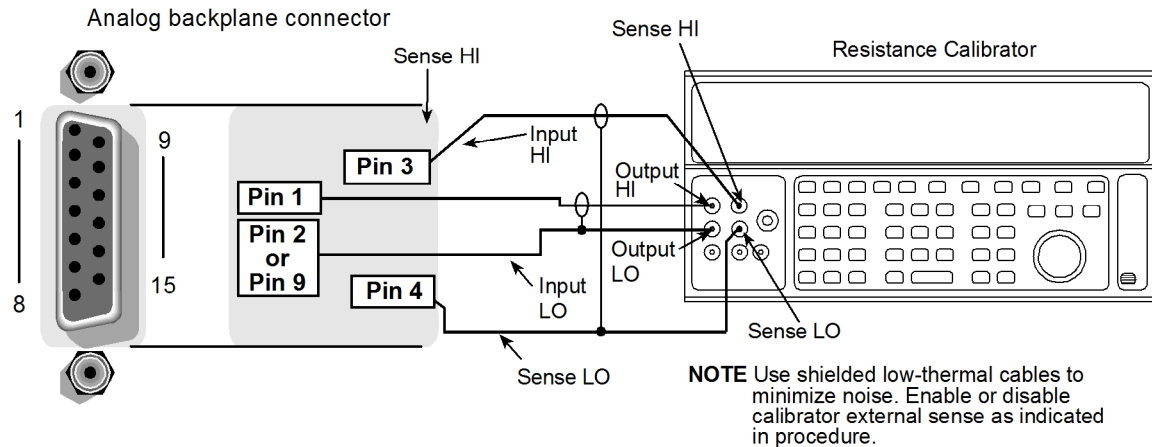 Analog backplane connector
Sense HI
Resistance Calibrator
Sense HI
1
9
Input
HI
Pin 3
Output
HI
Pin 1
Pin 2
or
Pin 9
Output
LO
15
8
Pin 4
Input
LO
Sense LO
Sense LO
NOTE Use shielded low-thermal cables to
minimize noise. Enable or disable
calibrator external sense as indicated
in procedure.